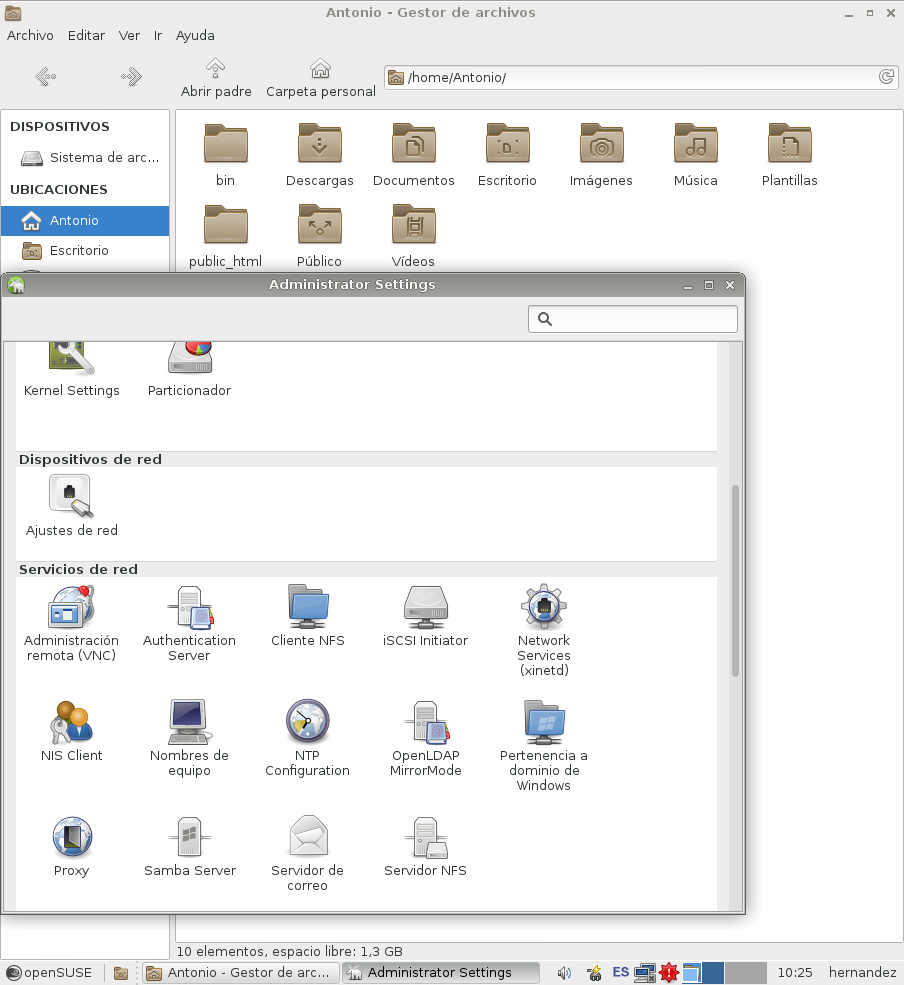 Antonio - Gestor de archivos
Archivo Editar Ver Ir Ayuda
Abrir padre Carpeta personal /home/Antonio/
DISPOSITIVOS
Sistema de arc...
UBICACIONES
Antonio
Escritorio
bin Descargas Documentos Escritorio Imágenes Música Plantillas
public_html Público Vídeos
Administrator Settings
Kernel Settings Particionador
Dispositivos de red
Ajustes de red
Servicios de red
Administración Authentication Cliente NFS iSCSI Initiator Network
remota (VNC) Server Services
(xinetd)
NIS Client Nombres de NTP OpenLDAP Pertenencia a
equipo Configuration MirrorMode dominio de
Windows
Proxy Samba Server Servidor de Servidor NFS
correo
10 elementos, espacio libre: 1,3 GB
openSUSE Antonio - Gestor de arc... Administrator Settings ES 10:25 hernandez